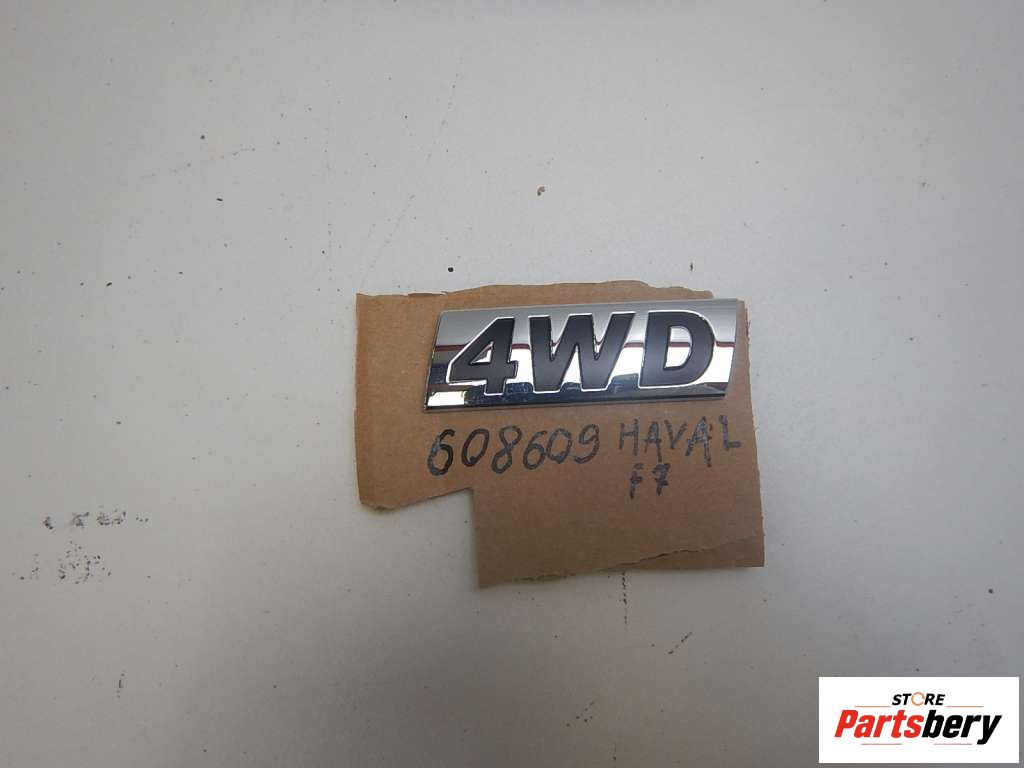 4WD
608609 HAVAL
F7
STORE
Partsbery